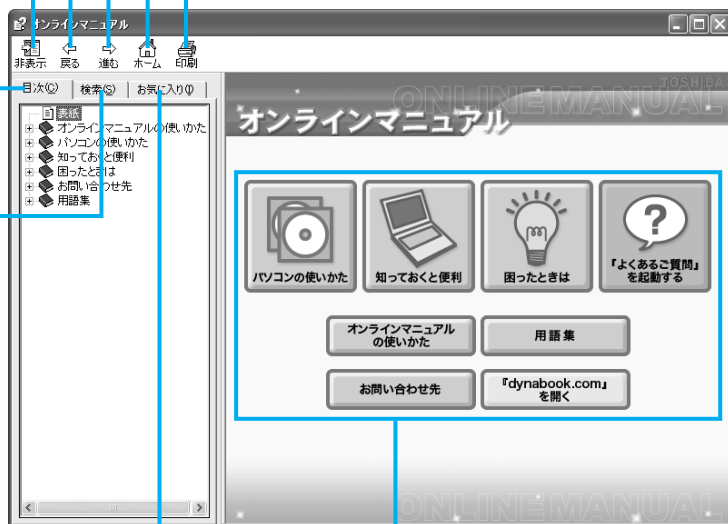 オンラインマニュアル
非表示 戻る 進む ホーム 印刷
目次(C) 検索(S) お気に入り(I)
表紙
オンラインマニュアルの使いかた
パソコンの使いかた
知っておくと便利
困ったときは
お問い合わせ先
用語集
TOSHIBA
ONLINE MANUAL
オンラインマニュアル
パソコンの使いかた
知っておくと便利
困ったときは
『よくあるご質問』
を起動する
オンラインマニュアル
の使いかた
用語集
お問い合わせ先
『dynabook.com』
を開く
ONLINE MANUAL